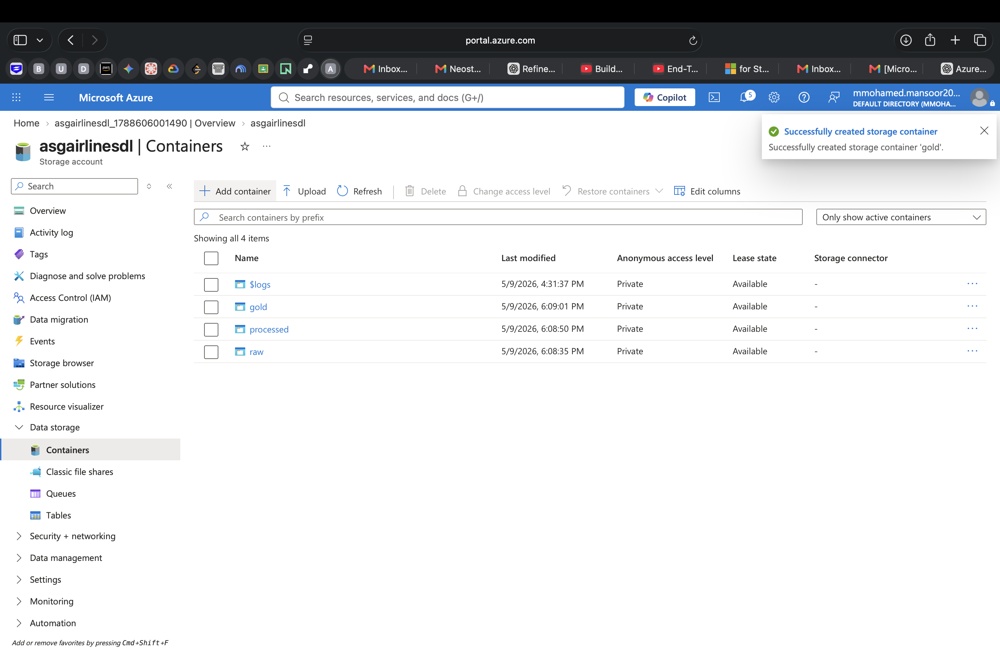 portal.azure.com
B
U
D
aws
A
Inbox...
Neost...
Refine...
Build...
End-T...
for St...
Inbox...
[Micro...
Azure...
Microsoft Azure
Search resources, services, and docs (G+/)
Copilot
5
mmohamed.mansoor20...
DEFAULT DIRECTORY (MMOHA...
Home > asgairlinesdl_1788606001490 | Overview > asgairlinesdl
Successfully created storage container
Successfully created storage container 'gold'.
asgairlinesdl | Containers
Storage account
Search
Add container
Upload
Refresh
Delete
Change access level
Restore containers
Edit columns
Search containers by prefix
Only show active containers
Showing all 4 items
Name Last modified Anonymous access level Lease state Storage connector
$logs 5/9/2026, 4:31:37 PM Private Available -
gold 5/9/2026, 6:09:01 PM Private Available -
processed 5/9/2026, 6:08:50 PM Private Available -
raw 5/9/2026, 6:08:35 PM Private Available -
Overview
Activity log
Tags
Diagnose and solve problems
Access Control (IAM)
Data migration
Events
Storage browser
Partner solutions
Resource visualizer
Data storage
Containers
Classic file shares
Queues
Tables
Security + networking
Data management
Settings
Monitoring
Automation
Add or remove favorites by pressing Cmd+Shift+F